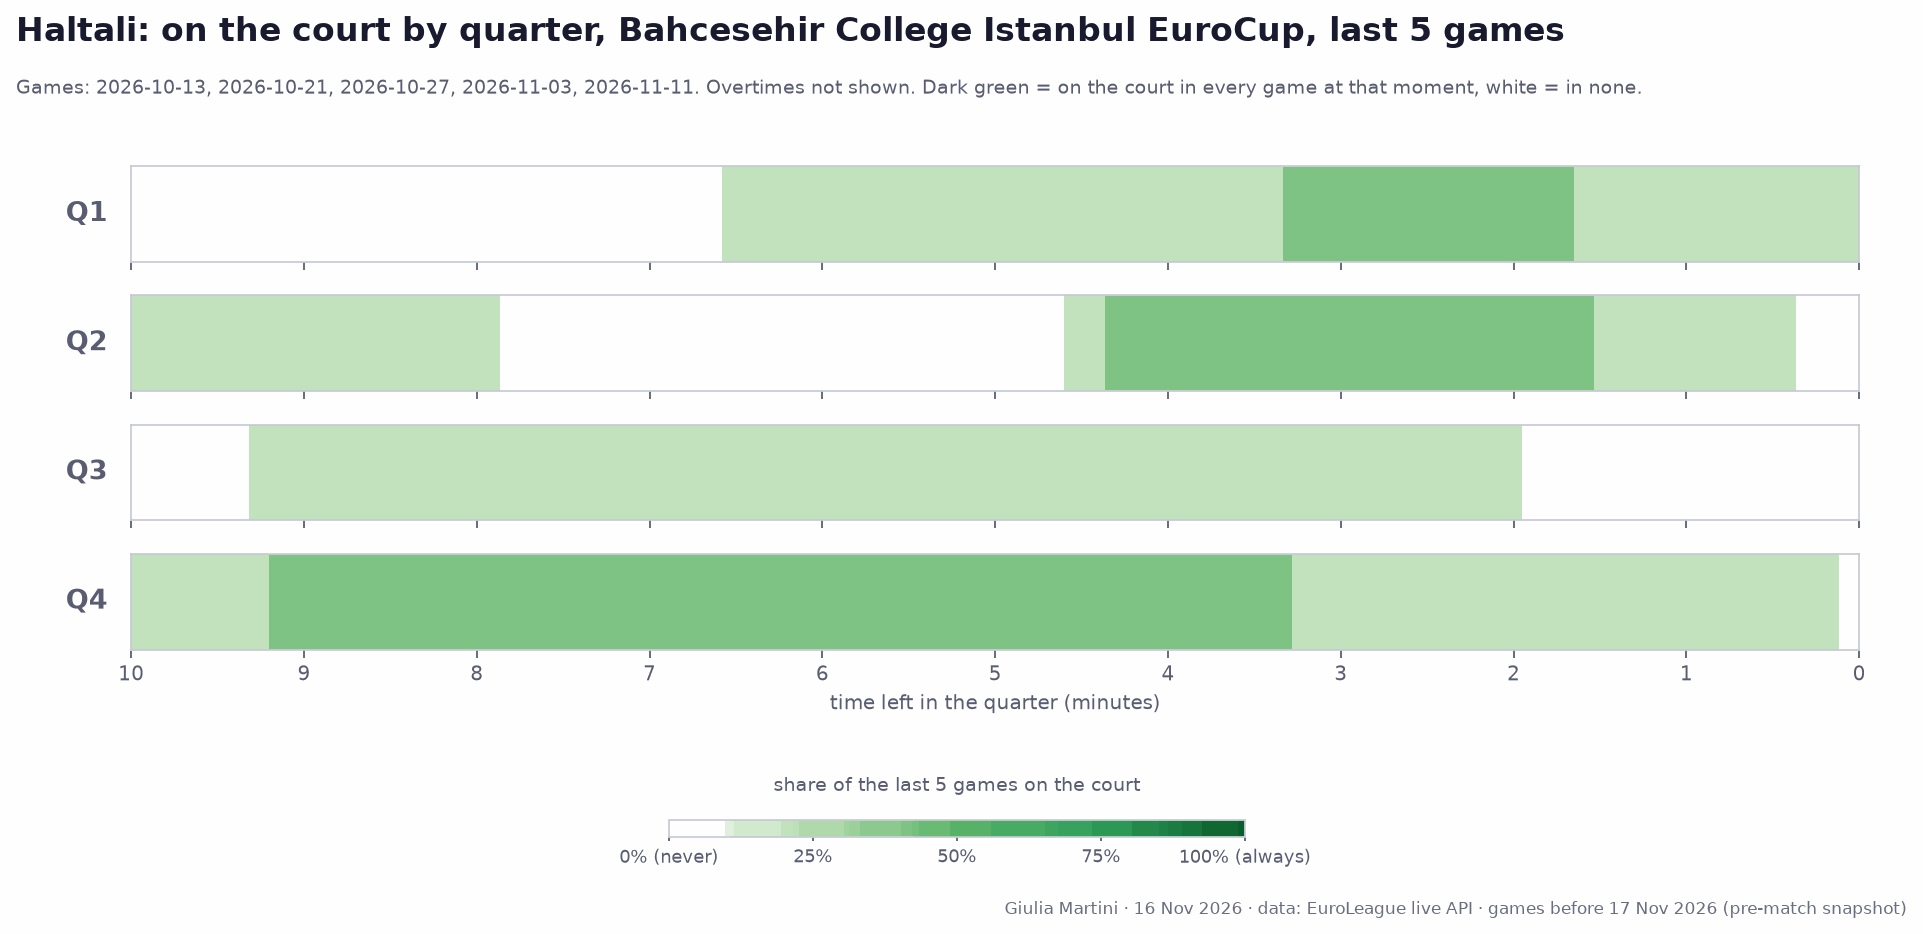 Haltali: on the court by quarter, Bahcesehir College Istanbul EuroCup, last 5 games
Games: 2026-10-13, 2026-10-21, 2026-10-27, 2026-11-03, 2026-11-11. Overtimes not shown. Dark green = on the court in every game at that moment, white = in none.
Q1
Q2
Q3
Q4
10 9 8 7 6 5 4 3 2 1 0
time left in the quarter (minutes)
share of the last 5 games on the court
0% (never) 25% 50% 75% 100% (always)
Giulia Martini · 16 Nov 2026 · data: EuroLeague live API · games before 17 Nov 2026 (pre-match snapshot)